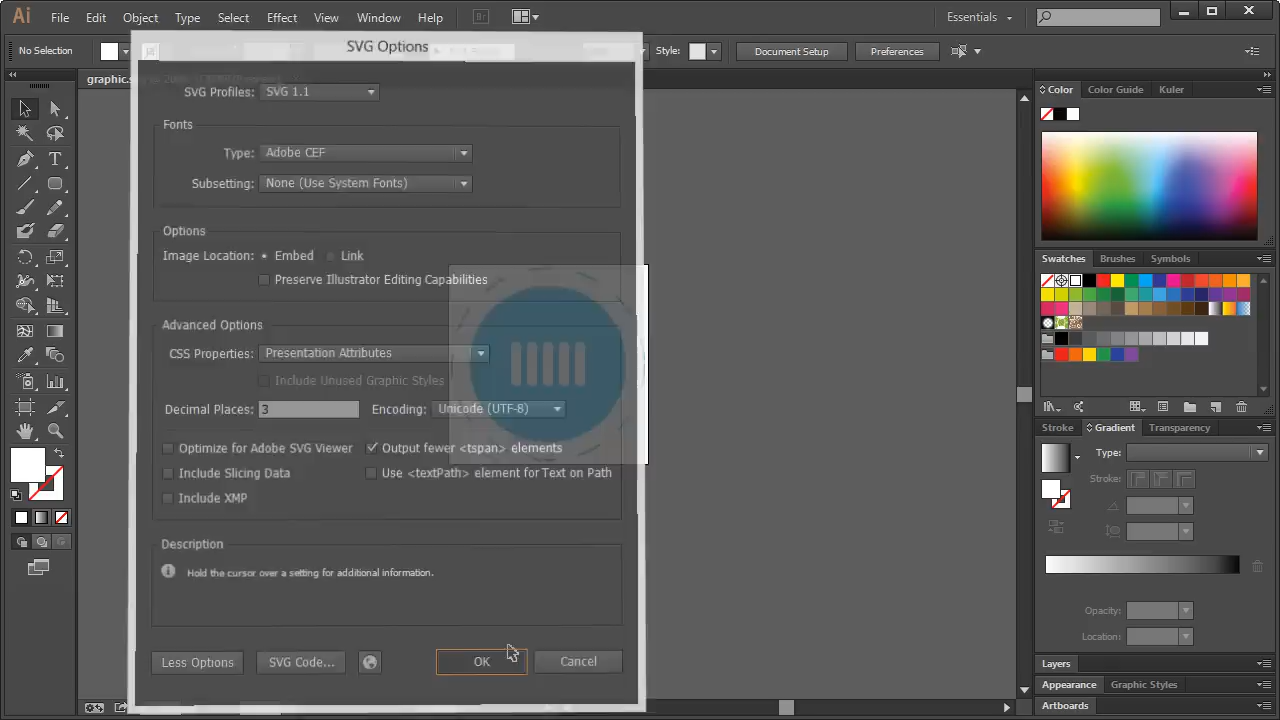 Ai File Edit Object Type Select Effect View Window Help Br Essentials
No Selection Style: Document Setup Preferences
SVG Options
graphic.s
SVG Profiles: SVG 1.1
Fonts
Type: Adobe CEF
Subsetting: None (Use System Fonts)
Options
Image Location: Embed Link
Preserve Illustrator Editing Capabilities
Advanced Options
CSS Properties: Presentation Attributes
Include Unused Graphic Styles
Decimal Places: 3 Encoding: Unicode (UTF-8)
Optimize for Adobe SVG Viewer Output fewer <tspan> elements
Include Slicing Data Use <textPath> element for Text on Path
Include XMP
Description
Hold the cursor over a setting for additional information.
Less Options SVG Code... OK Cancel
Color Color Guide Kuler
Swatches Brushes Symbols
Stroke Gradient Transparency
Type:
Stroke:
Opacity:
Location:
Layers
Appearance Graphic Styles
Artboards